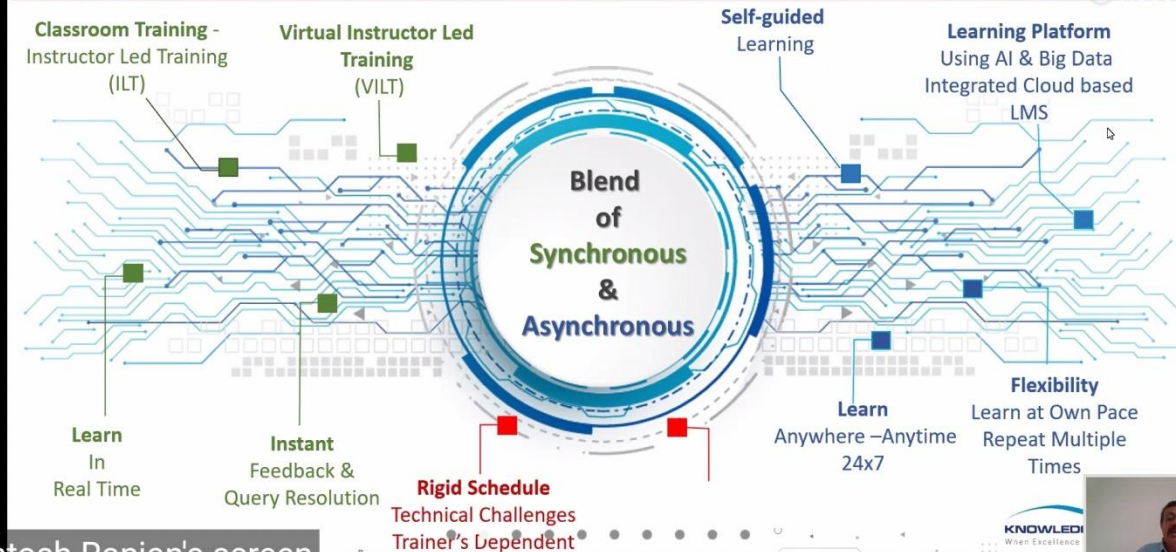 Classroom Training -
Instructor Led Training
(ILT)
Virtual Instructor Led
Training
(VILT)
Self-guided
Learning
Learning Platform
Using AI & Big Data
Integrated Cloud based
LMS
Blend
of
Synchronous
&
Asynchronous
Learn
In
Real Time
Instant
Feedback &
Query Resolution
Rigid Schedule
Technical Challenges
Trainer's Dependent
Learn
Anywhere –Anytime
24x7
Flexibility
Learn at Own Pace
Repeat Multiple
Times
When Excellence